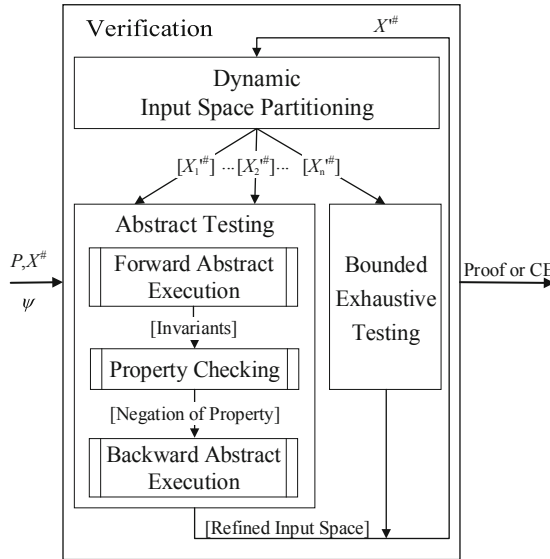 Verification
X'#
Dynamic
Input Space Partitioning
[X₁'#] ...[X₂'#]... [Xₙ'#]
Abstract Testing
Forward Abstract
Execution
[Invariants]
Property Checking
[Negation of Property]
Backward Abstract
Execution
Bounded
Exhaustive
Testing
P,X#
ψ
Proof or CE
[Refined Input Space]